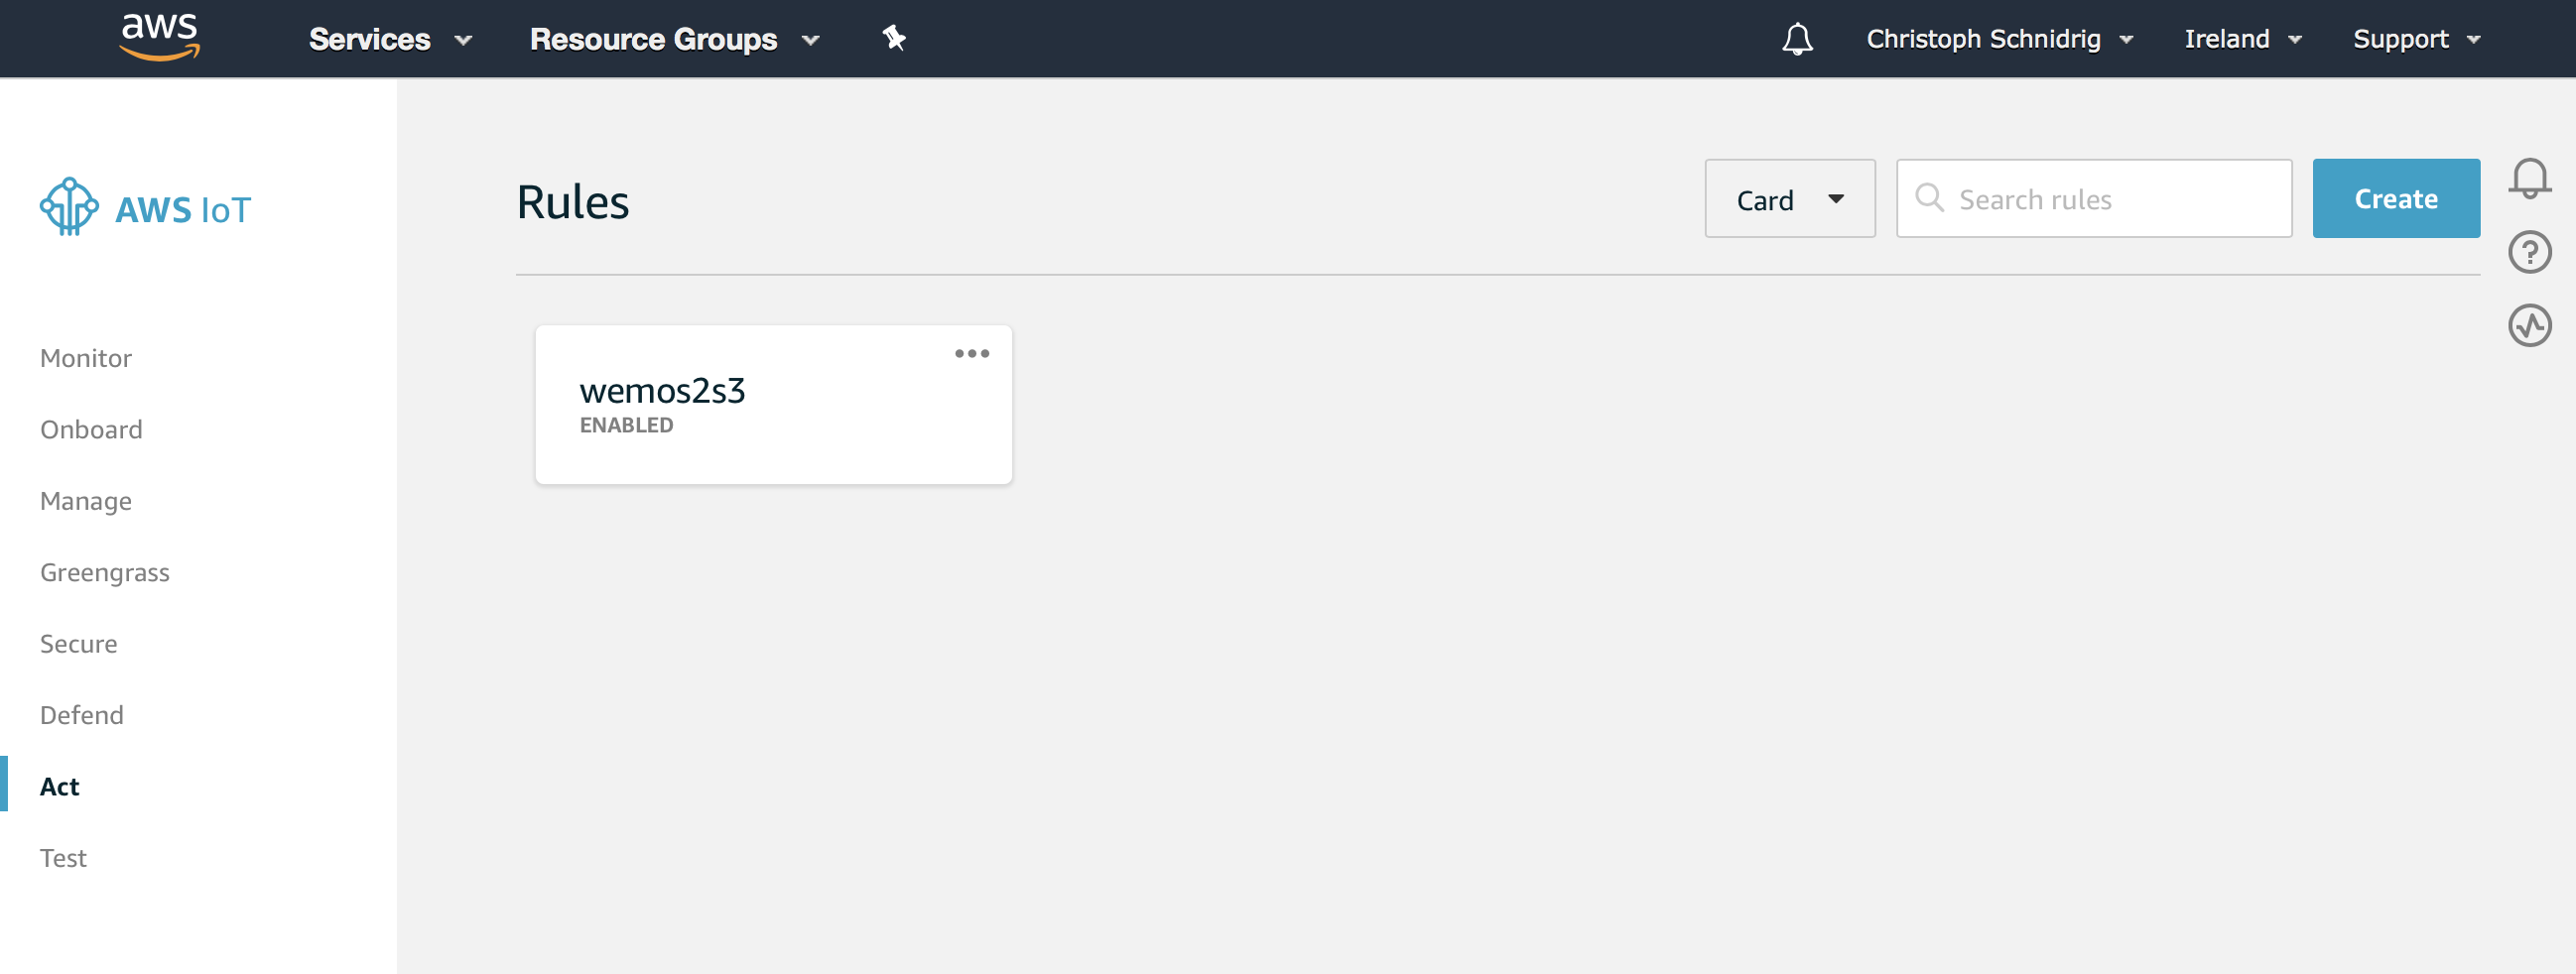 aws Services Resource Groups Christoph Schnidrig Ireland Support
AWS IoT
Monitor
Onboard
Manage
Greengrass
Secure
Defend
Act
Test
Rules
Card
Search rules
Create
wemos2s3
ENABLED